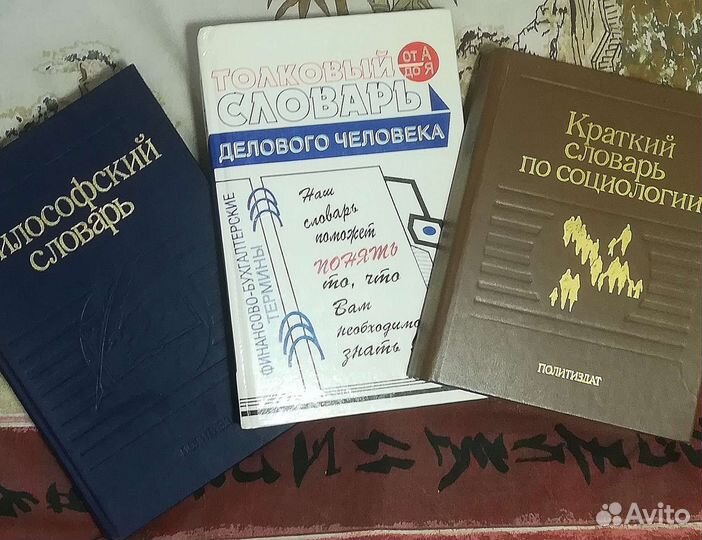 илософский
словарь
ТОЛКОВЫЙ
СЛОВАРЬ
ОТ А
ДО Я
ДЕЛОВОГО ЧЕЛОВЕКА
ФИНАНСОВО-БУХГАЛТЕРСКИЕ
ТЕРМИНЫ
Наш
словарь
поможет
ПОНЯТЬ
то, что
Вам
необходимо
знать
Краткий
словарь
по социологии
ПОЛИТИЗДАТ
Avito